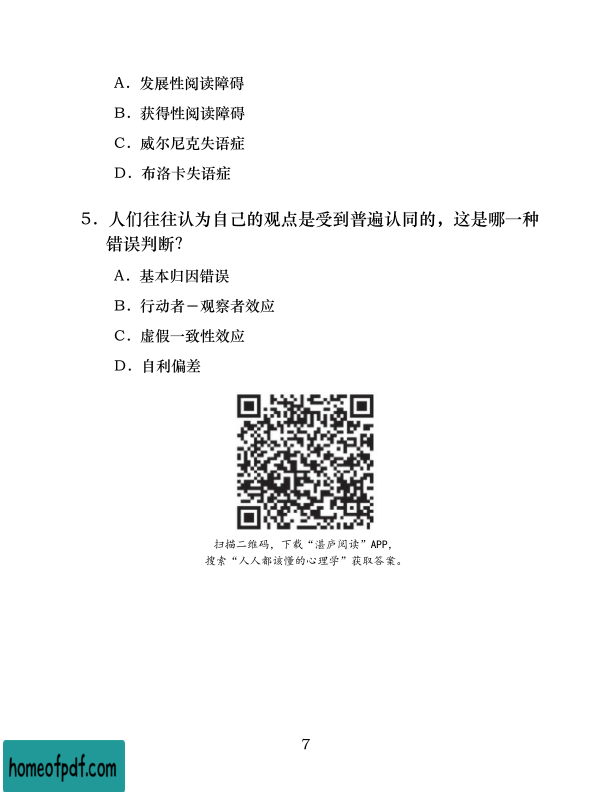 A. 发展性阅读障碍
B. 获得性阅读障碍
C. 威尔尼克失语症
D. 布洛卡失语症
5. 人们往往认为自己的观点是受到普遍认同的，这是哪一种
错误判断？
A. 基本归因错误
B. 行动者－观察者效应
C. 虚假一致性效应
D. 自利偏差
扫描二维码，下载“湛庐阅读”APP，
搜索“人人都该懂的心理学”获取答案。
7
homeofpdf.com